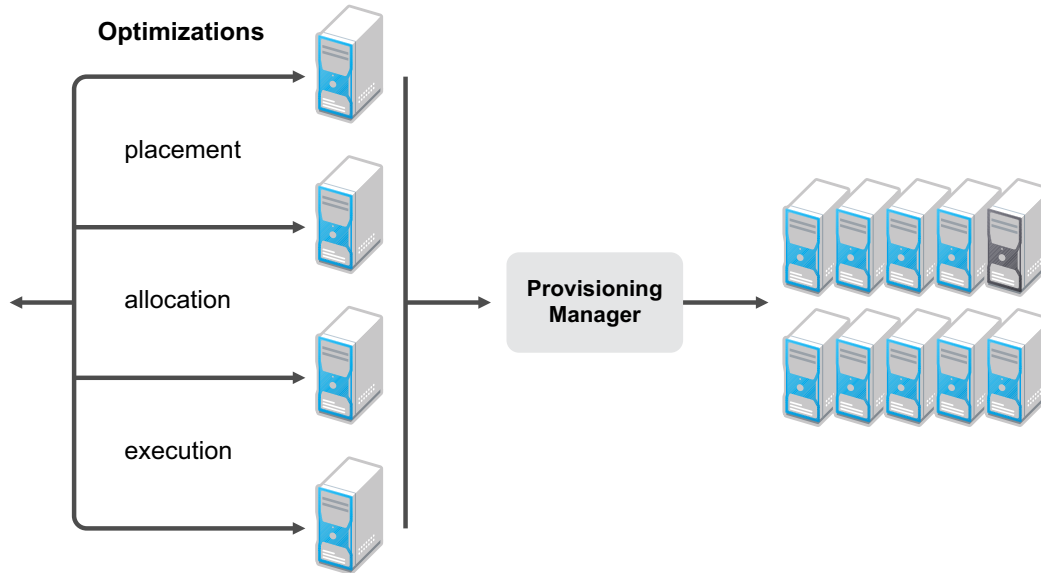 Optimizations
placement
allocation
execution
Provisioning
Manager